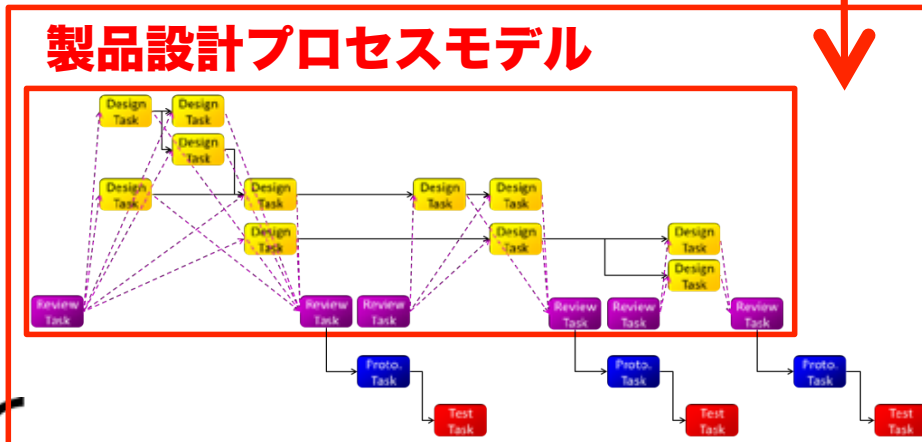 製品設計プロセスモデル
Design
Task
Design
Task
Design
Task
Design
Task
Design
Task
Design
Task
Design
Task
Design
Task
Design
Task
Design
Task
Design
Task
Review
Task
Review
Task
Review
Task
Review
Task
Review
Task
Review
Task
Proto.
Task
Proto.
Task
Proto.
Task
Test
Task
Test
Task
Test
Task